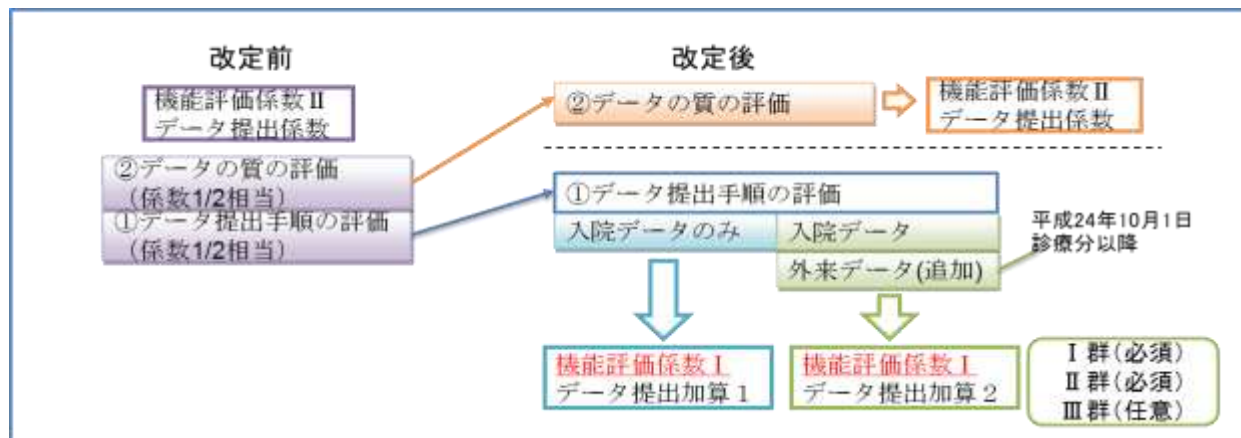 改定前
機能評価係数Ⅱ
データ提出係数
②データの質の評価
（係数1/2相当）
①データ提出手順の評価
（係数1/2相当）
改定後
②データの質の評価
機能評価係数Ⅱ
データ提出係数
①データ提出手順の評価
入院データのみ
入院データ
外来データ(追加)
平成24年10月1日
診療分以降
機能評価係数Ⅰ
データ提出加算１
機能評価係数Ⅰ
データ提出加算２
Ⅰ群(必須)
Ⅱ群(必須)
Ⅲ群(任意)